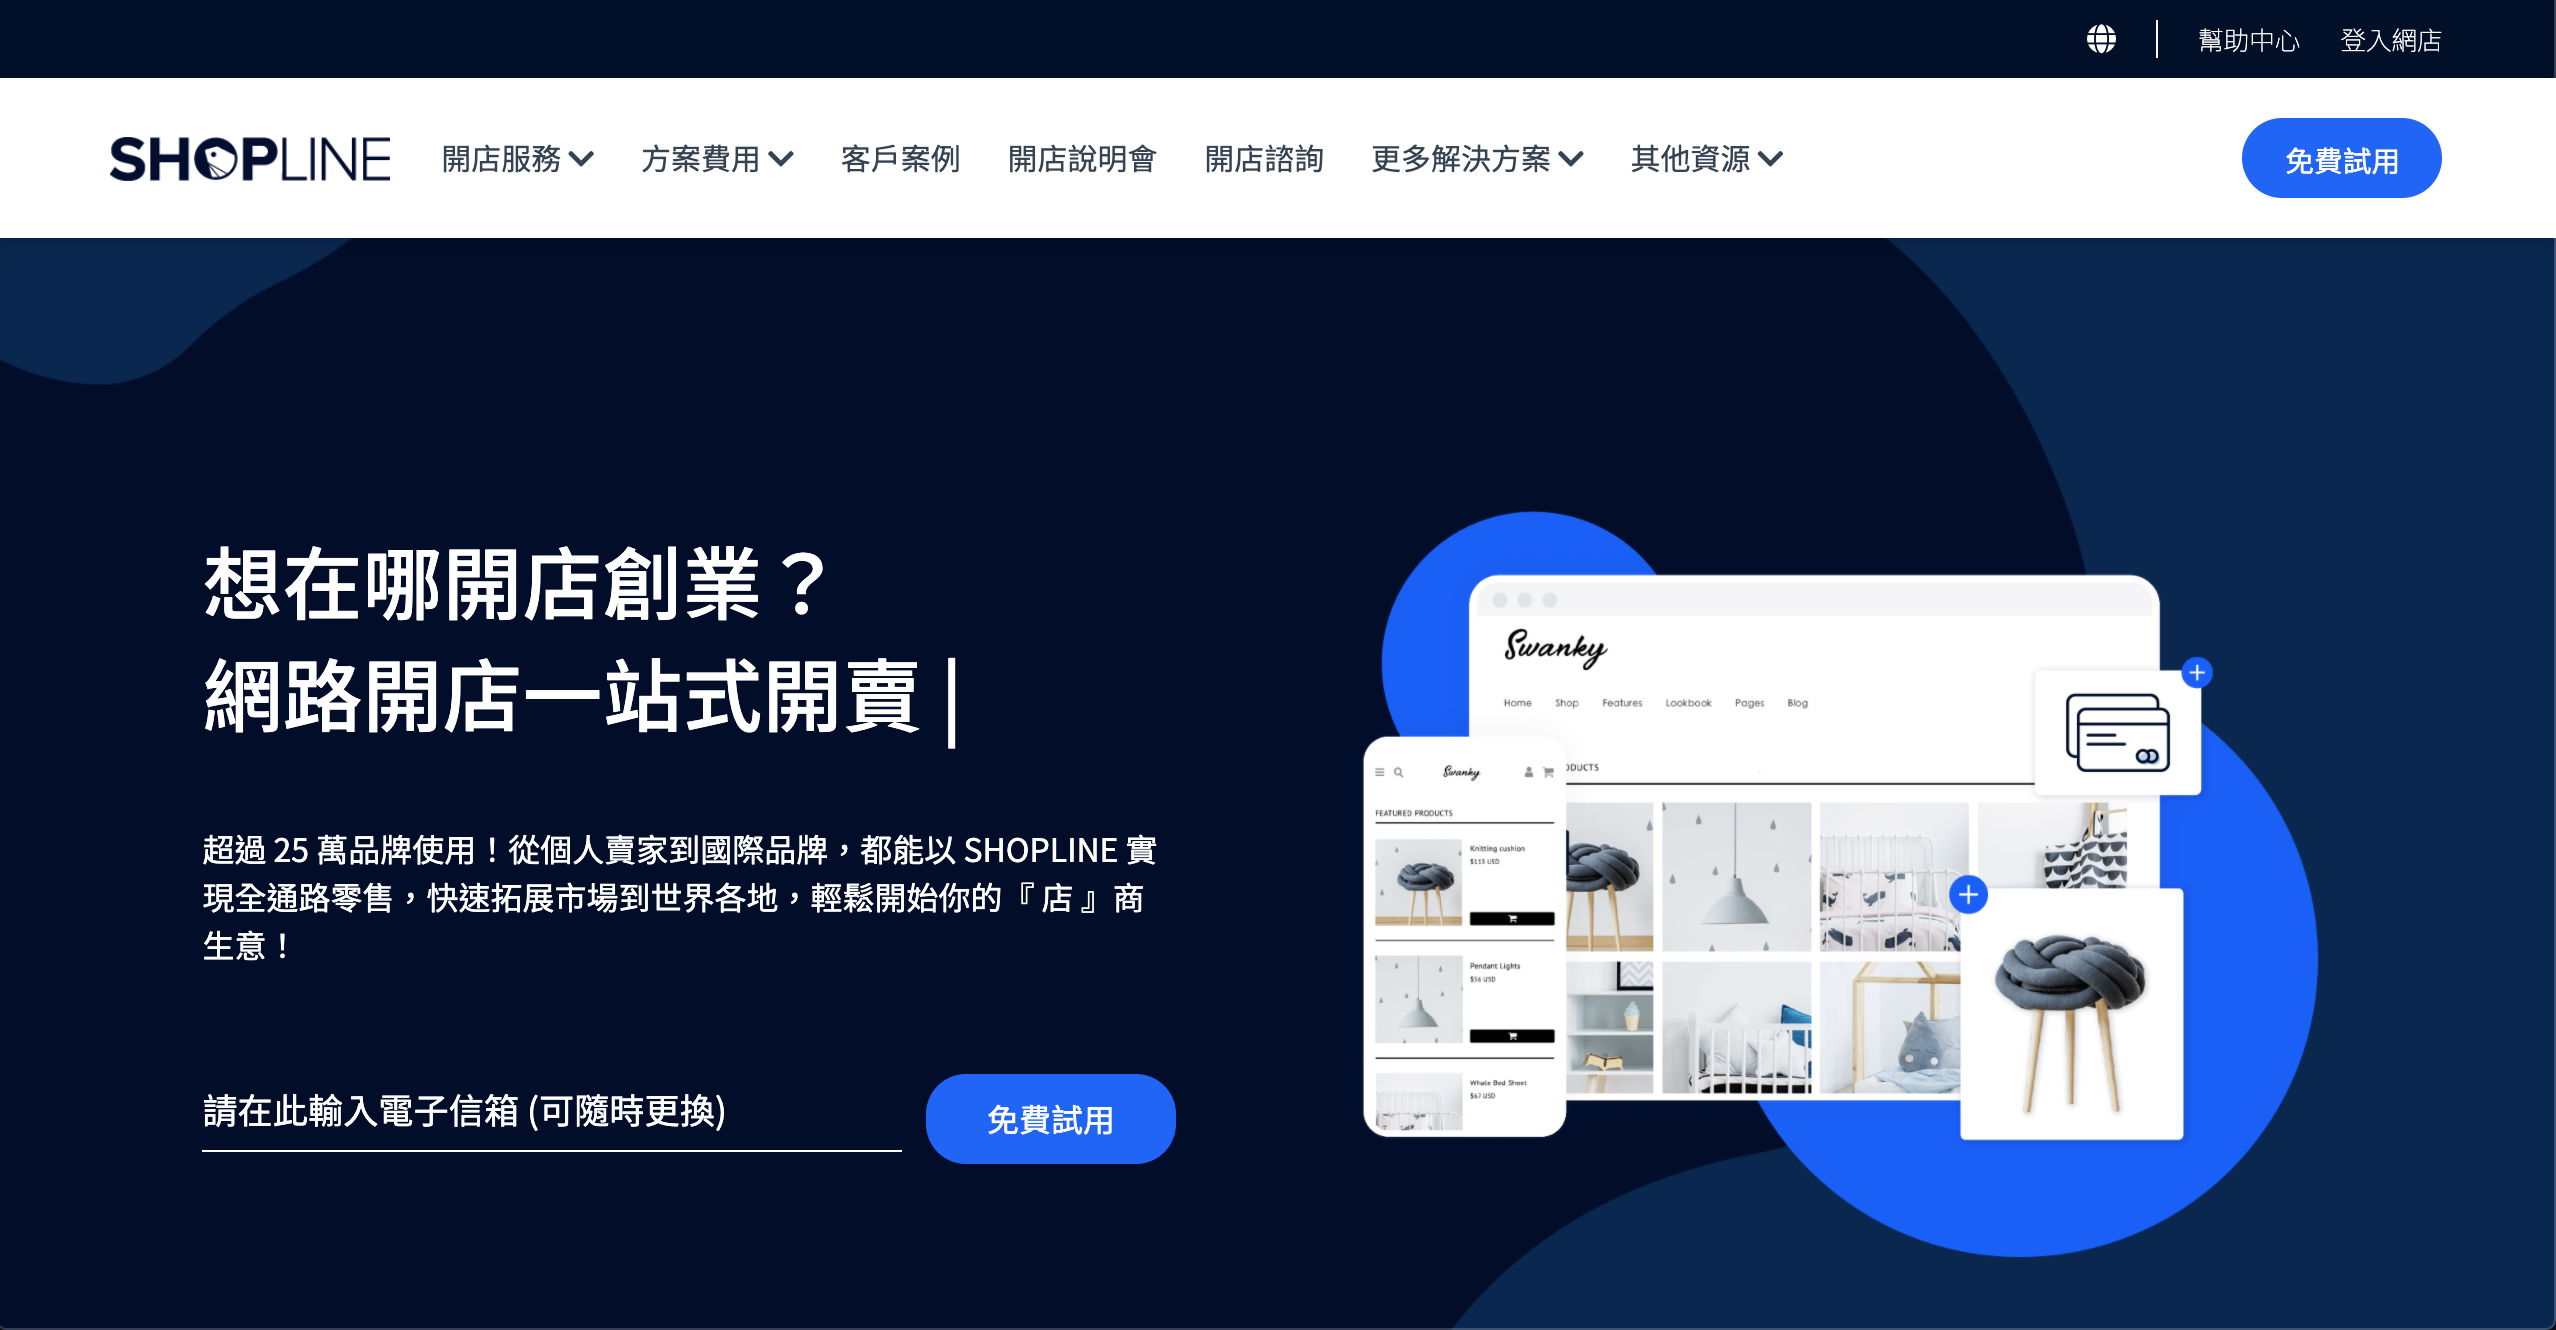 幫助中心 登入網店
SHOPLINE 開店服務 方案費用 客戶案例 開店說明會 開店諮詢 更多解決方案 其他資源 免費試用
想在哪開店創業？
網路開店一站式開賣 |
超過 25 萬品牌使用！從個人賣家到國際品牌，都能以 SHOPLINE 實
現全通路零售，快速拓展市場到世界各地，輕鬆開始你的『 店 』商
生意！
請在此輸入電子信箱 (可隨時更換) 免費試用
Swanky
Home Shop Features Lookbook Pages Blog
ODUCTS
Swanky
FEATURED PRODUCTS
Knitting cushion
$113 USD
Pendant Lights
$56 USD
Whale Bed Sheet
$67 USD